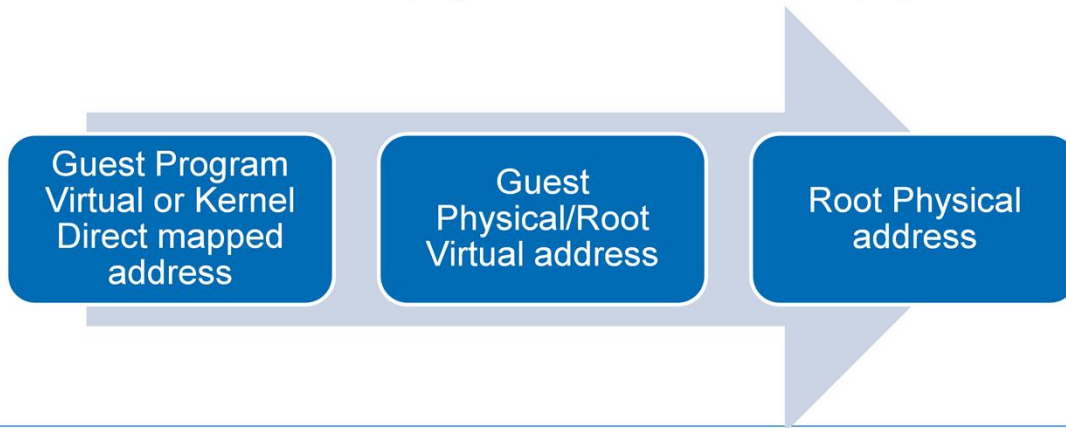 Guest Program
Virtual or Kernel
Direct mapped
address
Guest
Physical/Root
Virtual address
Root Physical
address